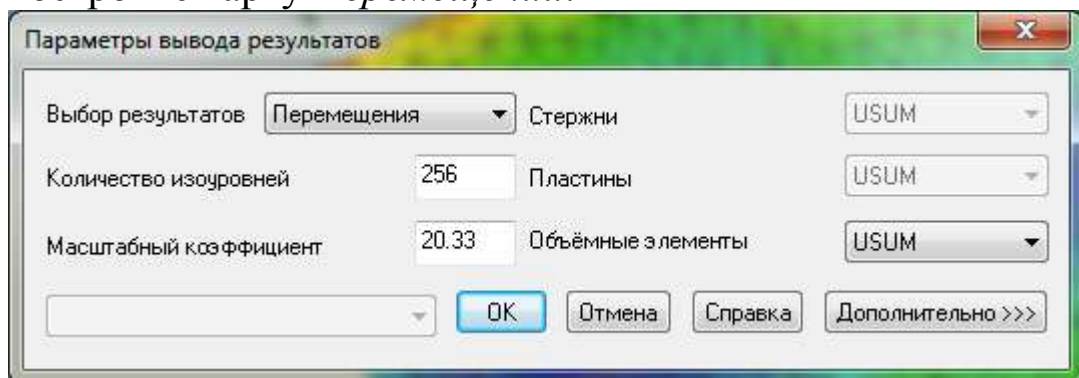 Параметры вывода результатов
Выбор результатов Перемещения Стержни USUM
Количество изоуровней 256 Пластины USUM
Масштабный коэффициент 20.33 Объёмные элементы USUM
OK Отмена Справка Дополнительно >>>